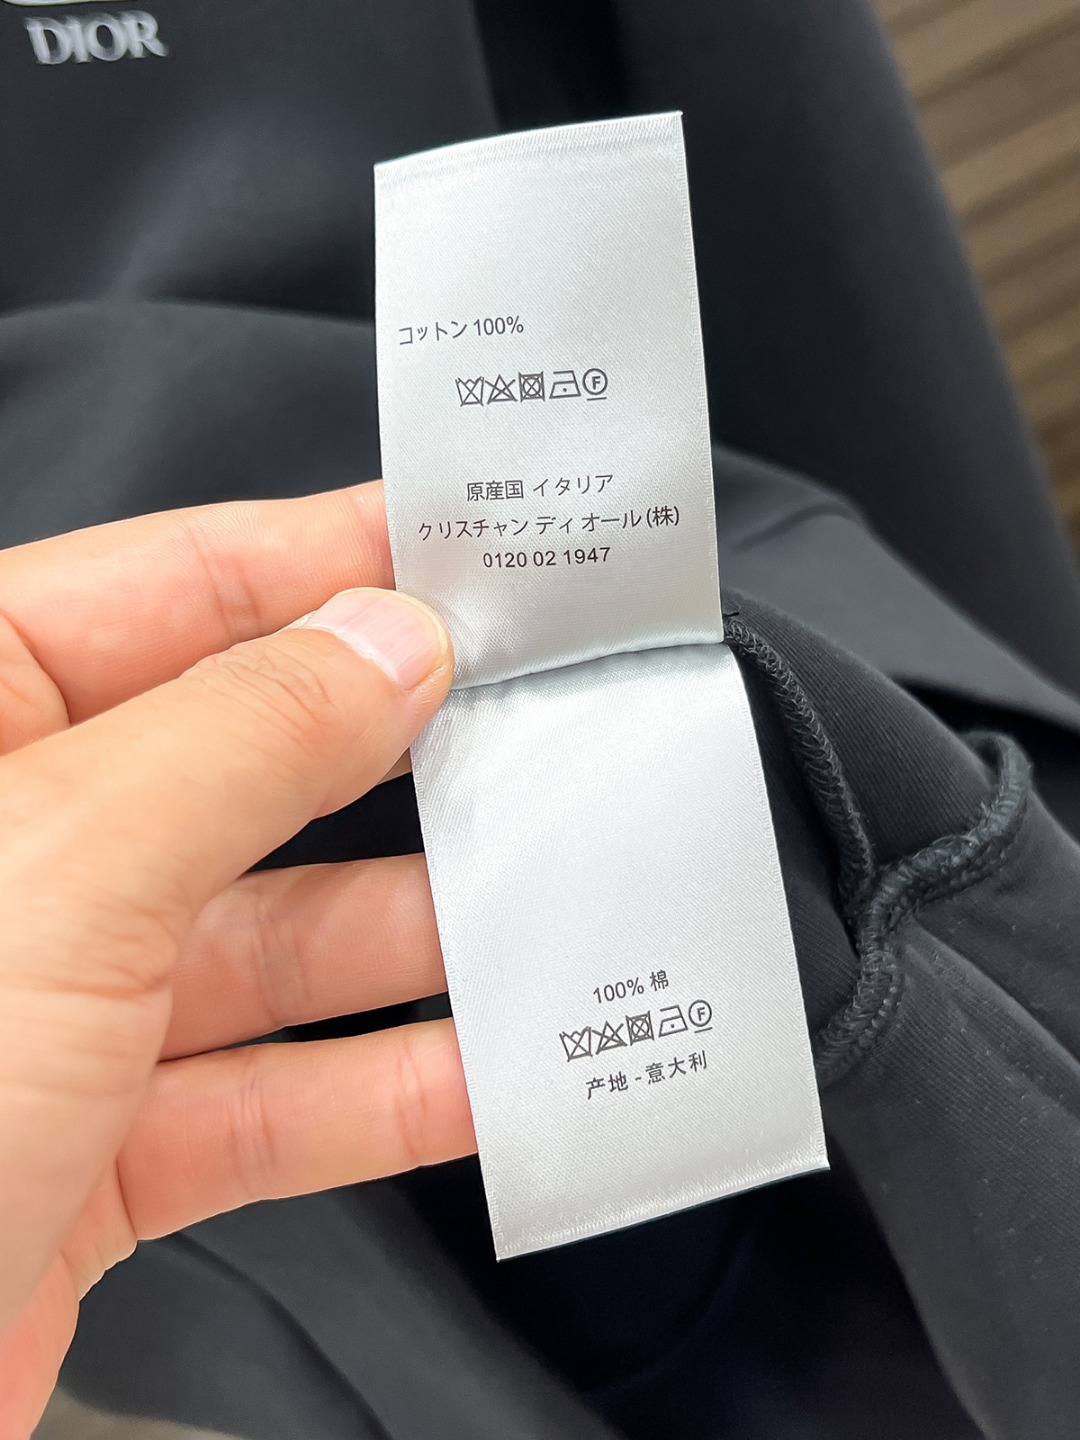 DIOR
コットン 100%
F
原産国 イタリア
クリスチャン ディオール (株)
0120 02 1947
100% 棉
F
产地 - 意大利